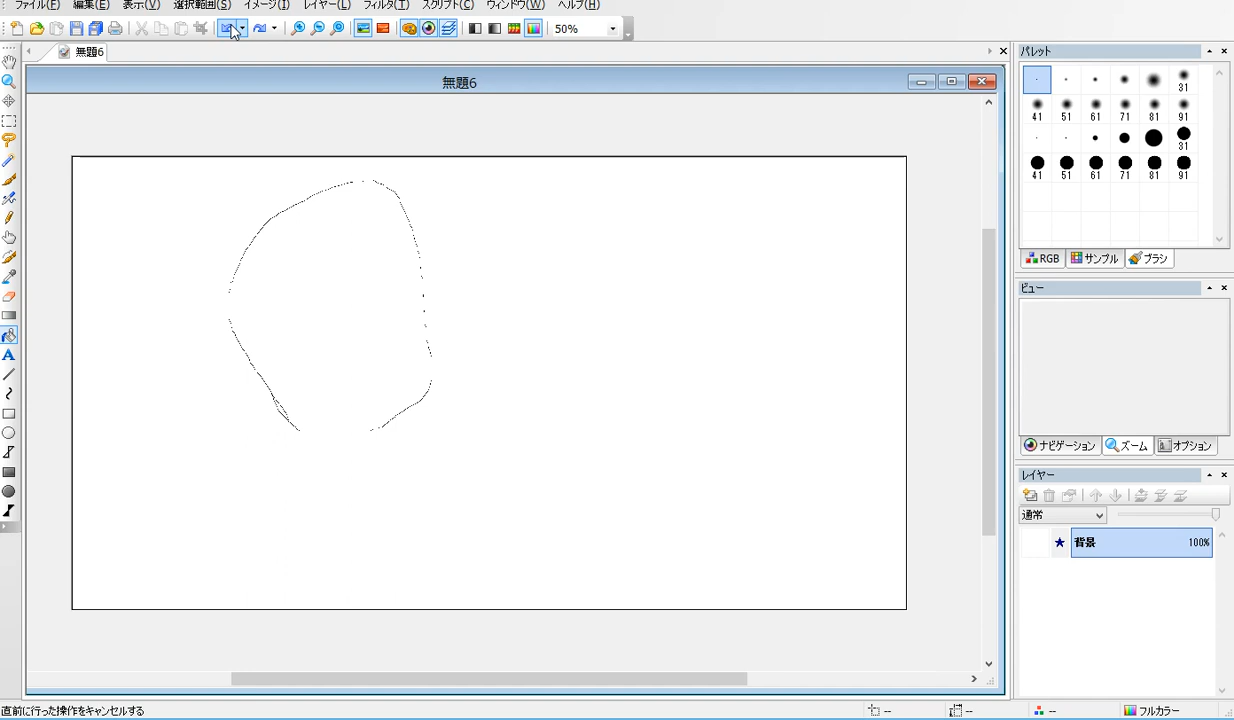 ファイル(F) 編集(E) 表示(V) 選択範囲(S) イメージ(I) レイヤー(L) フィルタ(T) スクリプト(C) ウィンドウ(W) ヘルプ(H)
50%
無題6
無題6
パレット
31
41 51 61 71 81 91
31
41 51 61 71 81 91
RGB サンプル ブラシ
ビュー
ナビゲーション ズーム オプション
レイヤー
通常
背景 100%
直前に行った操作をキャンセルする -- -- -- フルカラー